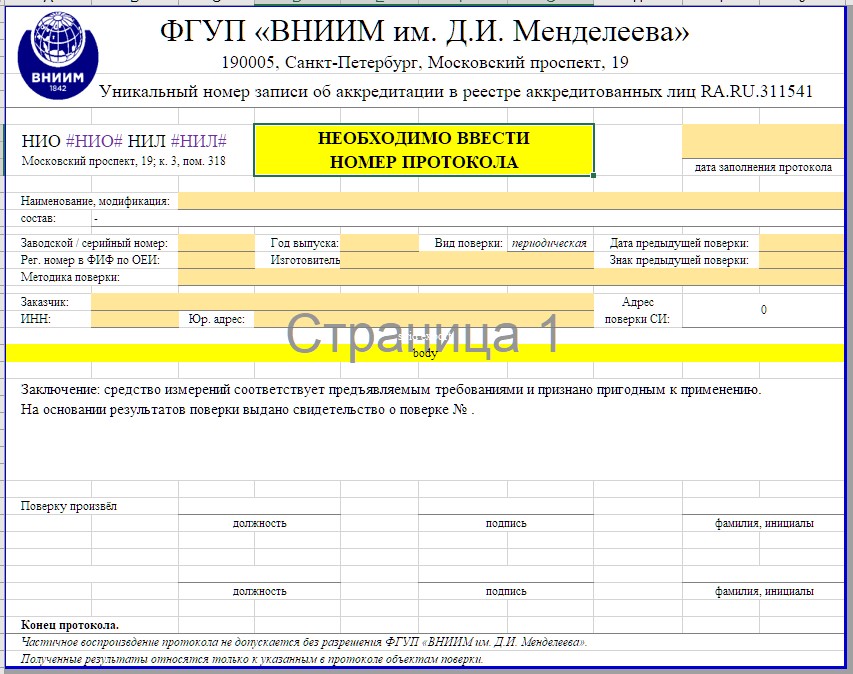 ФГУП «ВНИИМ им. Д.И. Менделеева»
190005, Санкт-Петербург, Московский проспект, 19
ВНИИМ
1842
Уникальный номер записи об аккредитации в реестре аккредитованных лиц RA.RU.311541
НИО #НИО# НИЛ #НИЛ#
Московский проспект, 19; к. 3, пом. 318
НЕОБХОДИМО ВВЕСТИ
НОМЕР ПРОТОКОЛА
дата заполнения протокола
Наименование, модификация:
состав: -
Заводской / серийный номер: Год выпуска: Вид поверки: периодическая Дата предыдущей поверки:
Рег. номер в ФИФ по ОЕИ: Изготовитель Знак предыдущей поверки:
Методика поверки:
Заказчик: Адрес
ИНН: Юр. адрес: поверки СИ: 0
Страница 1
body
Заключение: средство измерений соответствует предъявляемым требованиями и признано пригодным к применению.
На основании результатов поверки выдано свидетельство о поверке № .
Поверку произвёл
должность подпись фамилия, инициалы
должность подпись фамилия, инициалы
Конец протокола.
Частичное воспроизвдение протокола не допускается без разрешения ФГУП «ВНИИМ им. Д.И. Менделеева».
Полученные результаты относятся только к указанным в протоколе объектам поверки.